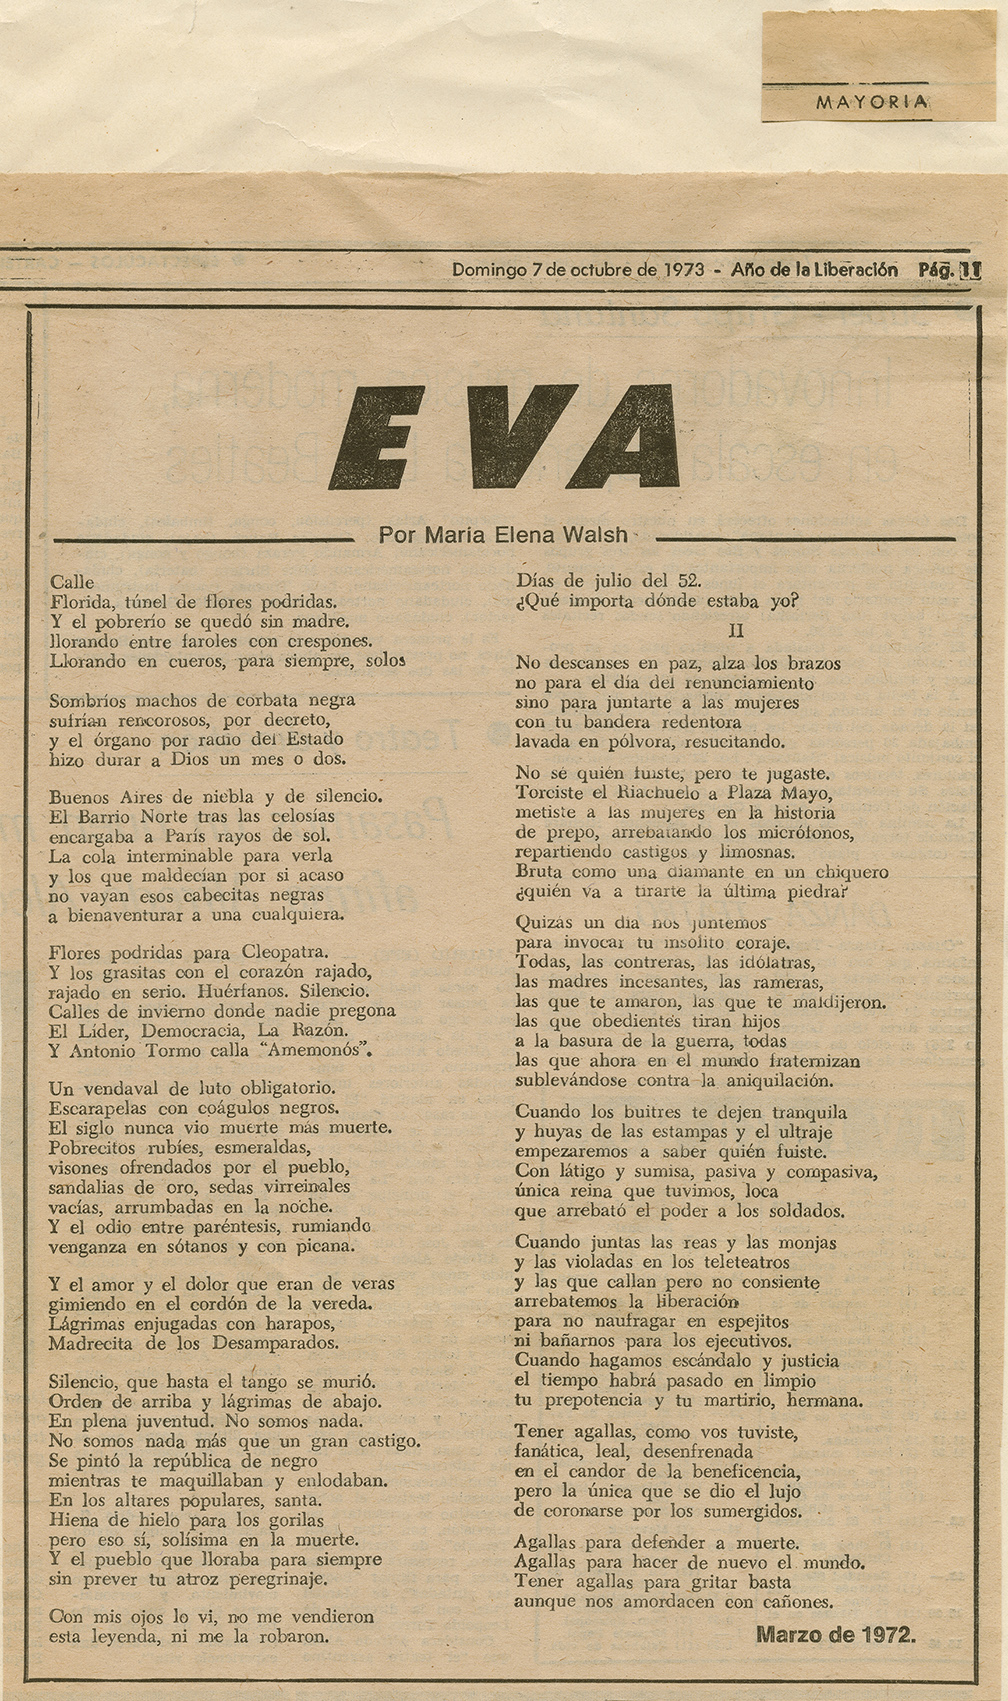 MAYORIA
Domingo 7 de octubre de 1973 - Año de la Liberación Pág. 11
EVA
Por María Elena Walsh
Calle
Florida, túnel de flores podridas.
Y el pobrerío se quedó sin madre.
llorando entre faroles con crespones.
Llorando en cueros, para siempre, solos
Sombríos machos de corbata negra
sufrían rencorosos, por decreto,
y el órgano por radio del Estado
hizo durar a Dios un mes o dos.
Buenos Aires de niebla y de silencio.
El Barrio Norte tras las celosías
encargaba a París rayos de sol.
La cola interminable para verla
y los que maldecían por si acaso
no vayan esos cabecitas negras
a bienaventurar a una cualquiera.
Flores podridas para Cleopatra.
Y los grasitas con el corazón rajado,
rajado en serio. Huérfanos. Silencio.
Calles de invierno donde nadie pregona
El Líder, Democracia, La Razón.
Y Antonio Tormo calla "Amemonós".
Un vendaval de luto obligatorio.
Escarapelas con coágulos negros.
El siglo nunca vio muerte más muerte.
Pobrecitos rubíes, esmeraldas,
visones ofrendados por el pueblo,
sandalias de oro, sedas virreinales
vacías, arrumbadas en la noche.
Y el odio entre paréntesis, rumiando
venganza en sótanos y con picana.
Y el amor y el dolor que eran de veras
gimiendo en el cordón de la vereda.
Lágrimas enjugadas con harapos,
Madrecita de los Desamparados.
Silencio, que hasta el tango se murió.
Orden de arriba y lágrimas de abajo.
En plena juventud. No somos nada.
No somos nada más que un gran castigo.
Se pintó la república de negro
mientras te maquillaban y enlodaban.
En los altares populares, santa.
Hiena de hielo para los gorilas
pero eso sí, solísima en la muerte.
Y el pueblo que lloraba para siempre
sin prever tu atroz peregrinaje.
Con mis ojos lo vi, no me vendieron
esta leyenda, ni me la robaron.
Días de julio del 52.
¿Qué importa dónde estaba yo?
II
No descanses en paz, alza los brazos
no para el día del renunciamiento
sino para juntarte a las mujeres
con tu bandera redentora
lavada en pólvora, resucitando.
No sé quién fuiste, pero te jugaste.
Torciste el Riachuelo a Plaza Mayo,
metiste a las mujeres en la historia
de prepo, arrebatando los micrófonos,
repartiendo castigos y limosnas.
Bruta como una diamante en un chiquero
¿quién va a tirarte la última piedra?
Quizás un día nos juntemos
para invocar tu insólito coraje.
Todas, las contreras, las idólatras,
las madres incesantes, las rameras,
las que te amaron, las que te maldijeron.
las que obedientes tiran hijos
a la basura de la guerra, todas
las que ahora en el mundo fraternizan
sublevándose contra la aniquilación.
Cuando los buitres te dejen tranquila
y huyas de las estampas y el ultraje
empezaremos a saber quién fuiste.
Con látigo y sumisa, pasiva y compasiva,
única reina que tuvimos, loca
que arrebató el poder a los soldados.
Cuando juntas las reas y las monjas
y las violadas en los teleteatros
y las que callan pero no consiente
arrebatemos la liberación
para no naufragar en espejitos
ni bañarnos para los ejecutivos.
Cuando hagamos escándalo y justicia
el tiempo habrá pasado en limpio
tu prepotencia y tu martirio, hermana.
Tener agallas, como vos tuviste,
fanática, leal, desenfrenada
en el candor de la beneficencia,
pero la única que se dio el lujo
de coronarse por los sumergidos.
Agallas para defender a muerte.
Agallas para hacer de nuevo el mundo.
Tener agallas para gritar basta
aunque nos amordacen con cañones.
Marzo de 1972.